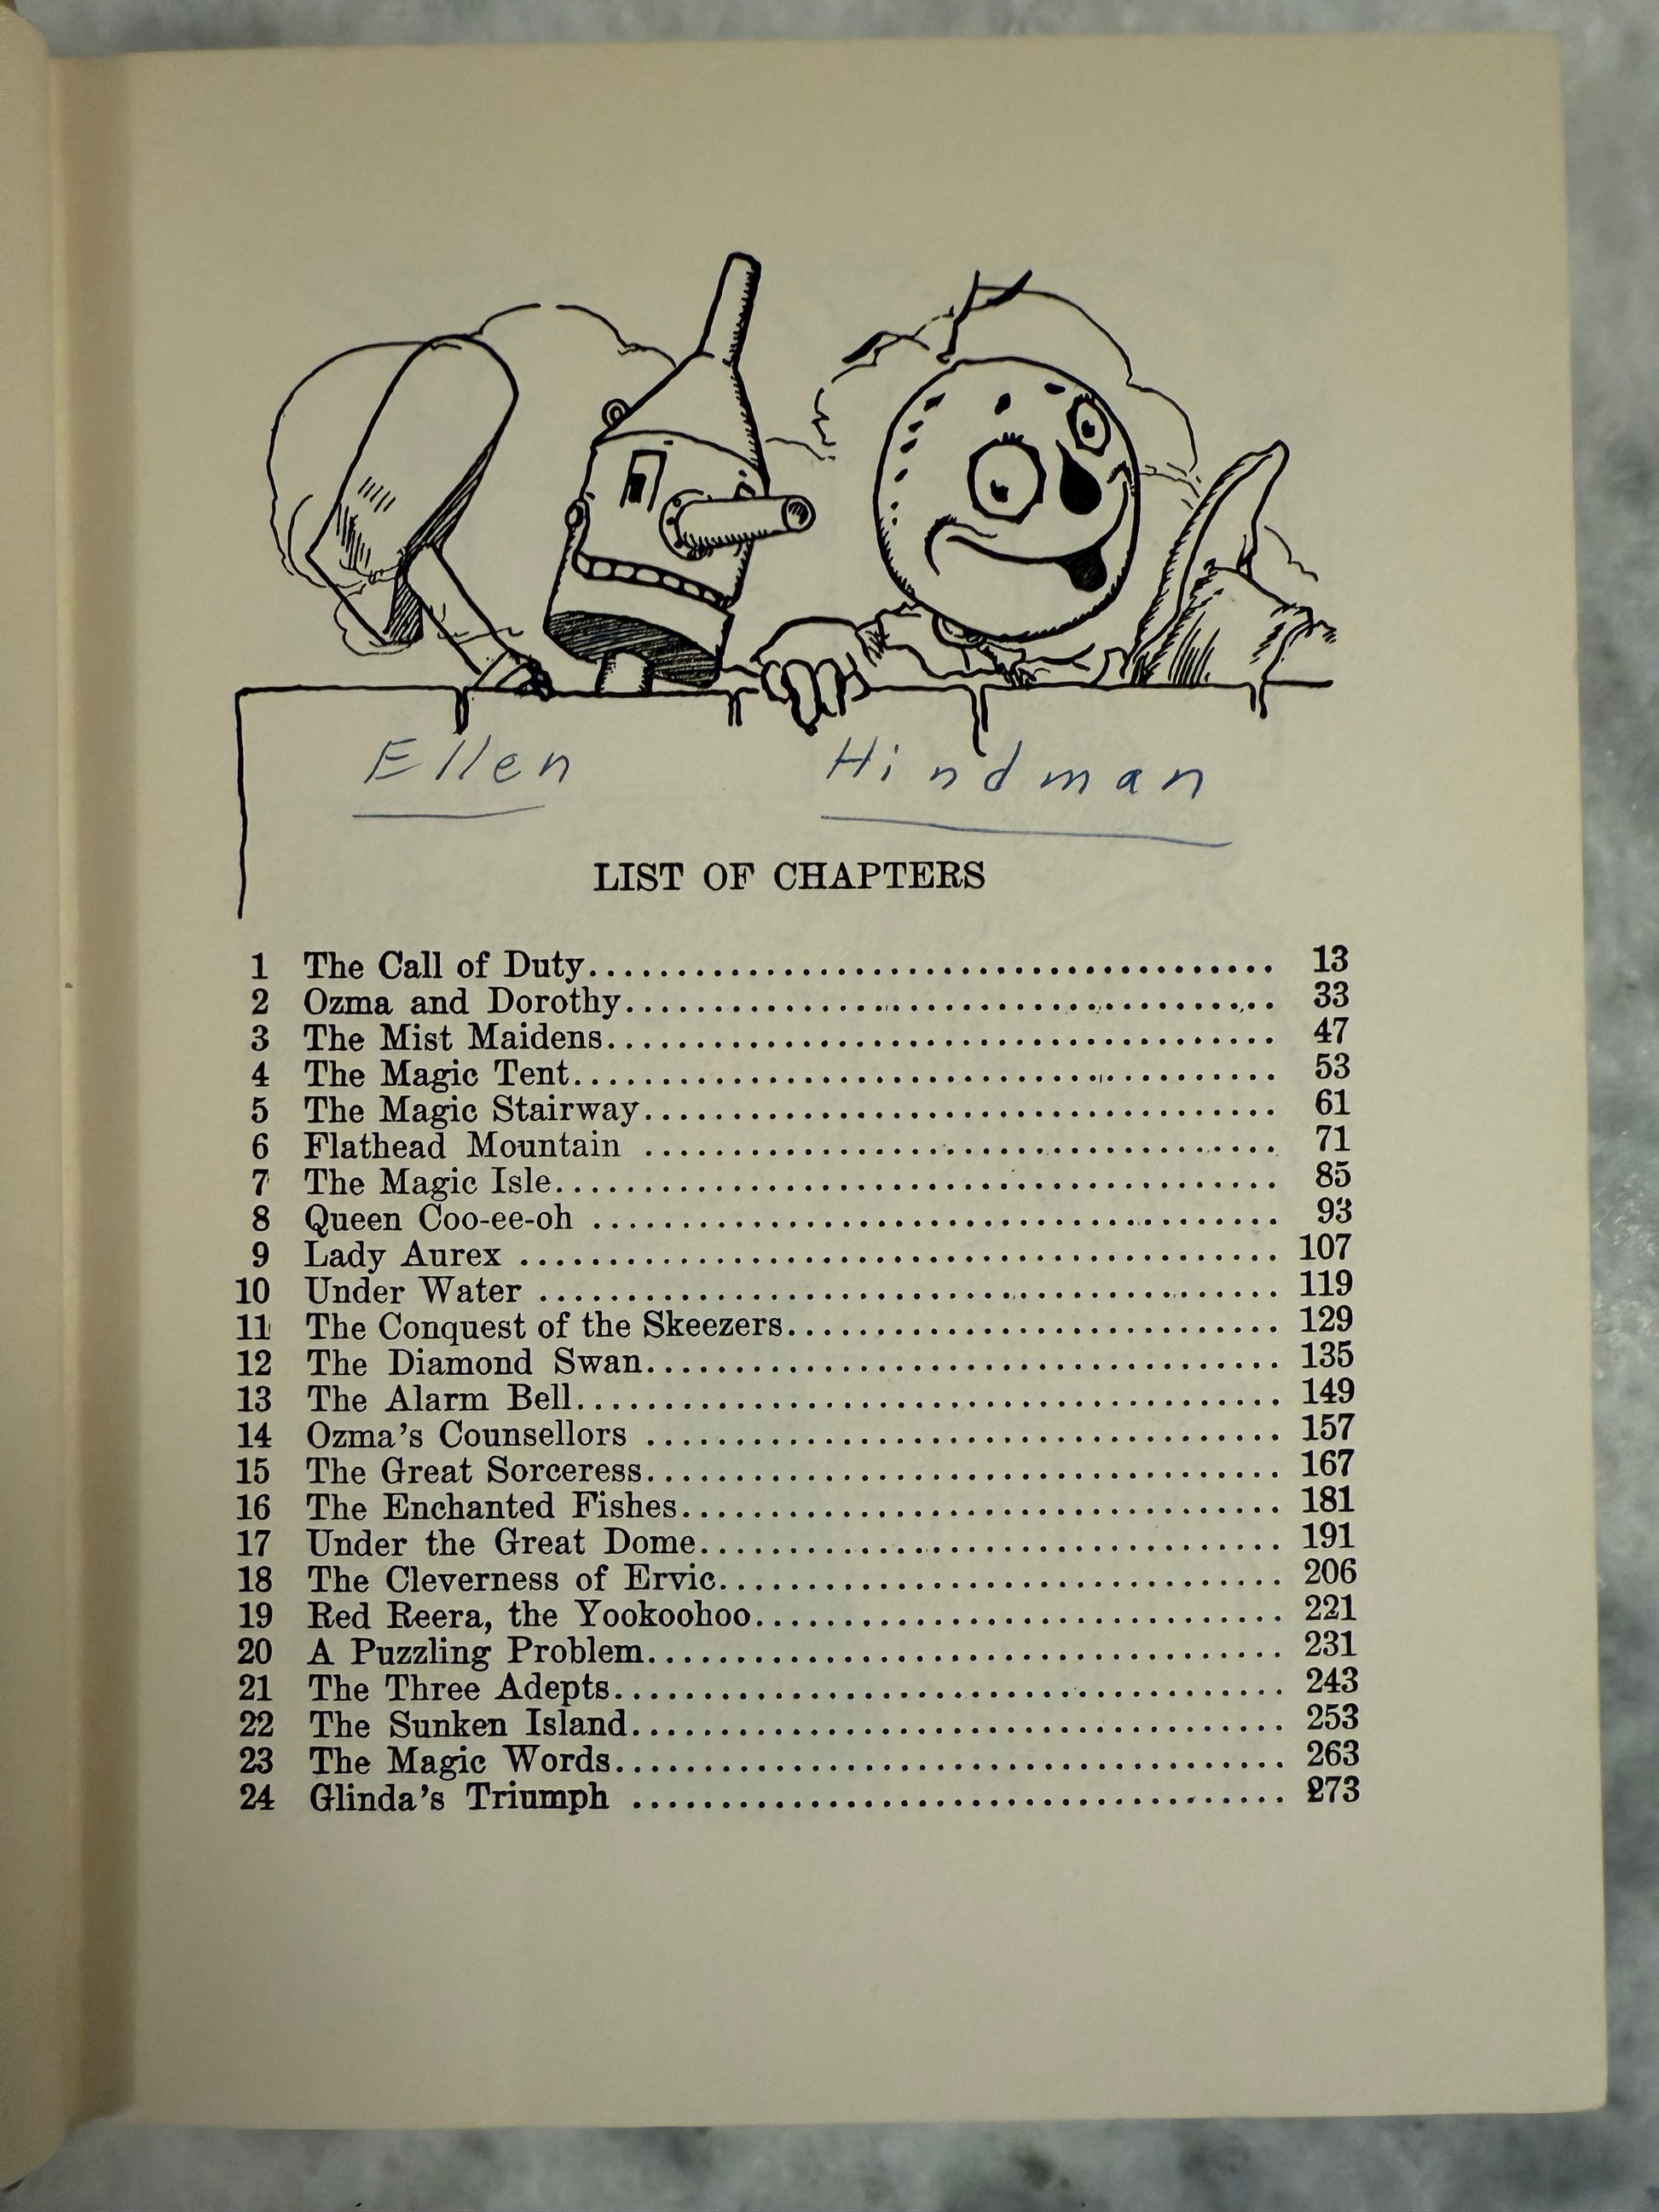 Ellen Hindman
LIST OF CHAPTERS
1 The Call of Duty........................................ 13
2 Ozma and Dorothy..................................... 33
3 The Mist Maidens...................................... 47
4 The Magic Tent........................................ 53
5 The Magic Stairway.................................... 61
6 Flathead Mountain .................................... 71
7 The Magic Isle......................................... 85
8 Queen Coo-ee-oh ....................................... 93
9 Lady Aurex ........................................... 107
10 Under Water .......................................... 119
11 The Conquest of the Skeezers............................ 129
12 The Diamond Swan.................................... 135
13 The Alarm Bell........................................ 149
14 Ozma's Counsellors .................................... 157
15 The Great Sorceress.................................... 167
16 The Enchanted Fishes.................................. 181
17 Under the Great Dome................................. 191
18 The Cleverness of Ervic................................ 206
19 Red Reera, the Yookoohoo.............................. 221
20 A Puzzling Problem.................................... 231
21 The Three Adepts...................................... 243
22 The Sunken Island..................................... 253
23 The Magic Words...................................... 263
24 Glinda's Triumph ..................................... 273